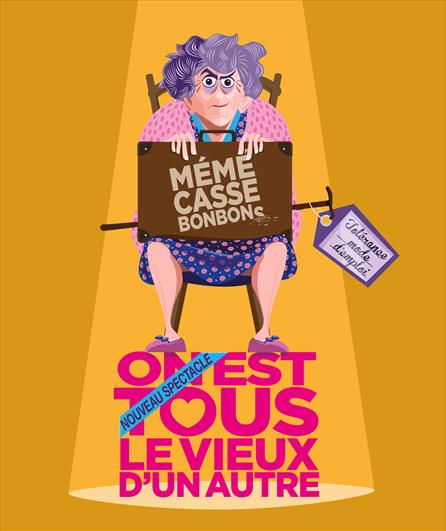 MÉMÉ
CASSE
BONBONS
Tolérance
mode
d'emploi
ON EST
NOUVEAU SPECTACLE
TOUS
LE VIEUX
D'UN AUTRE